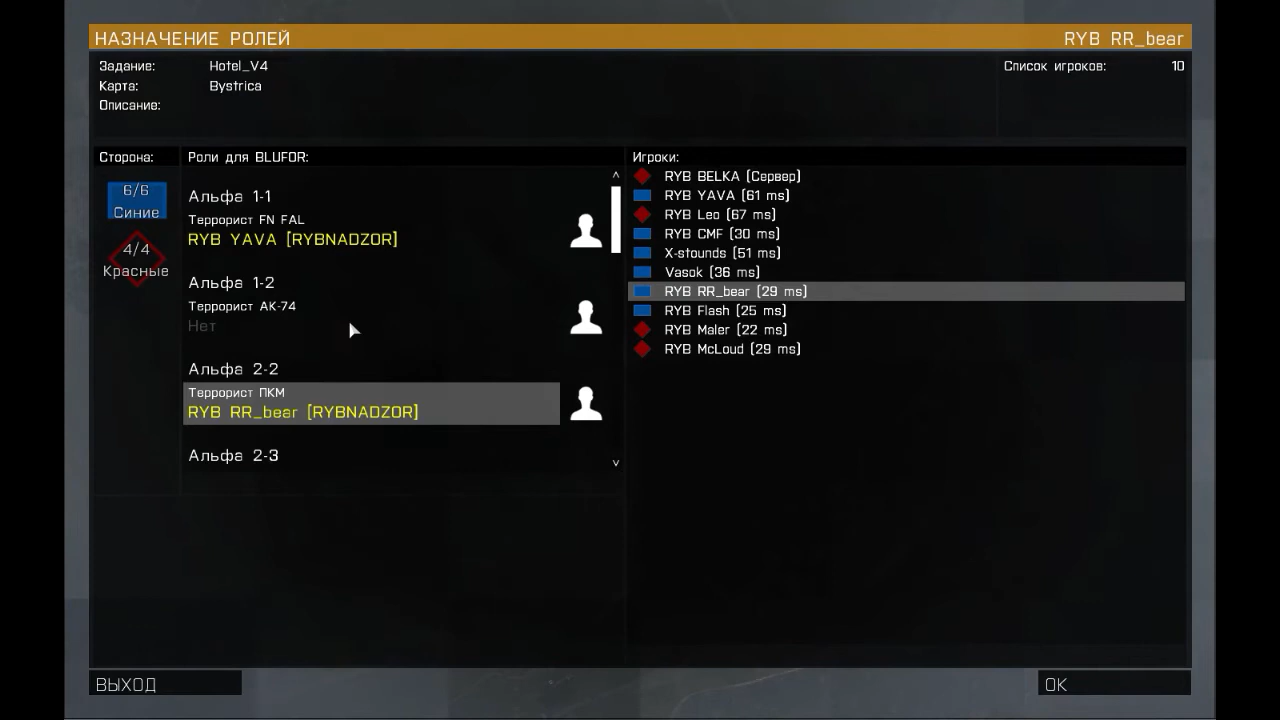 НАЗНАЧЕНИЕ РОЛЕЙ RYB RR_bear
Задание: Hotel_V4 Список игроков: 10
Карта: Bystrica
Описание:
Сторона: Роли для BLUFOR: Игроки:
6/6
Синие
4/4
Красные
Альфа 1-1
Террорист FN FAL
RYB YAVA [RYBNADZOR]
Альфа 1-2
Террорист АК-74
Нет
Альфа 2-2
Террорист ПКМ
RYB RR_bear [RYBNADZOR]
Альфа 2-3
RYB BELKA (Сервер)
RYB YAVA (61 ms)
RYB Leo (67 ms)
RYB CMF (30 ms)
X-stounds (51 ms)
Vasok (36 ms)
RYB RR_bear (29 ms)
RYB Flash (25 ms)
RYB Maler (22 ms)
RYB McLoud (29 ms)
ВЫХОД OK